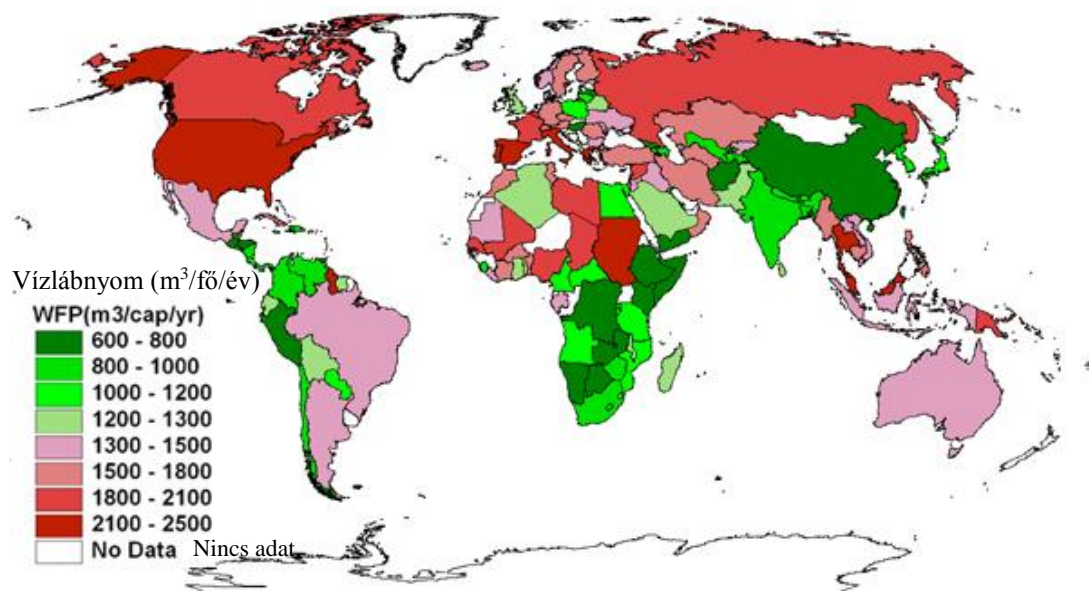 Vízlábnyom (m³/fő/év)
WFP(m3/cap/yr)
600 - 800
800 - 1000
1000 - 1200
1200 - 1300
1300 - 1500
1500 - 1800
1800 - 2100
2100 - 2500
No Data Nincs adat